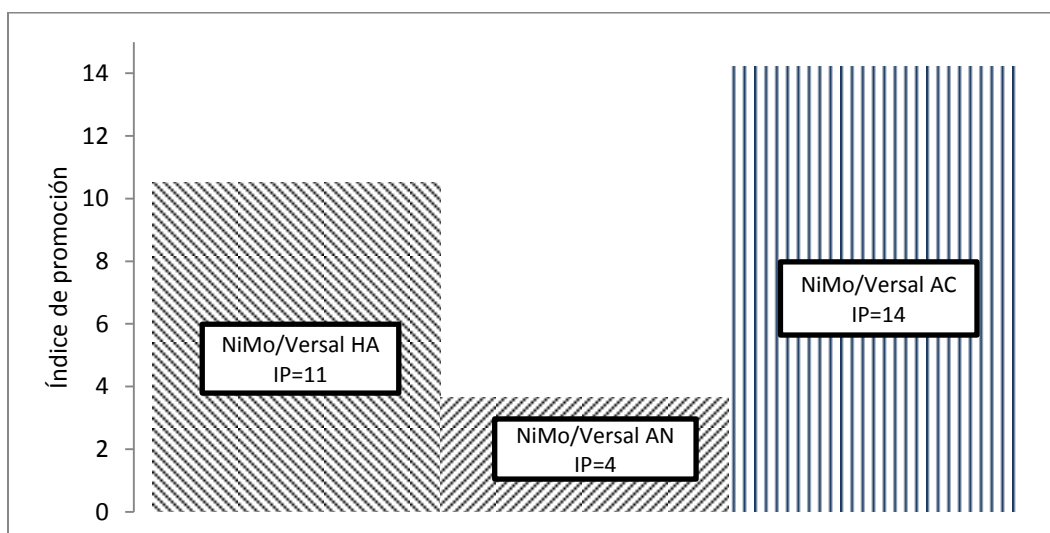 Índice de promoción
14
12
10
8
6
4
2
0
NiMo/Versal HA
IP=11
NiMo/Versal AN
IP=4
NiMo/Versal AC
IP=14